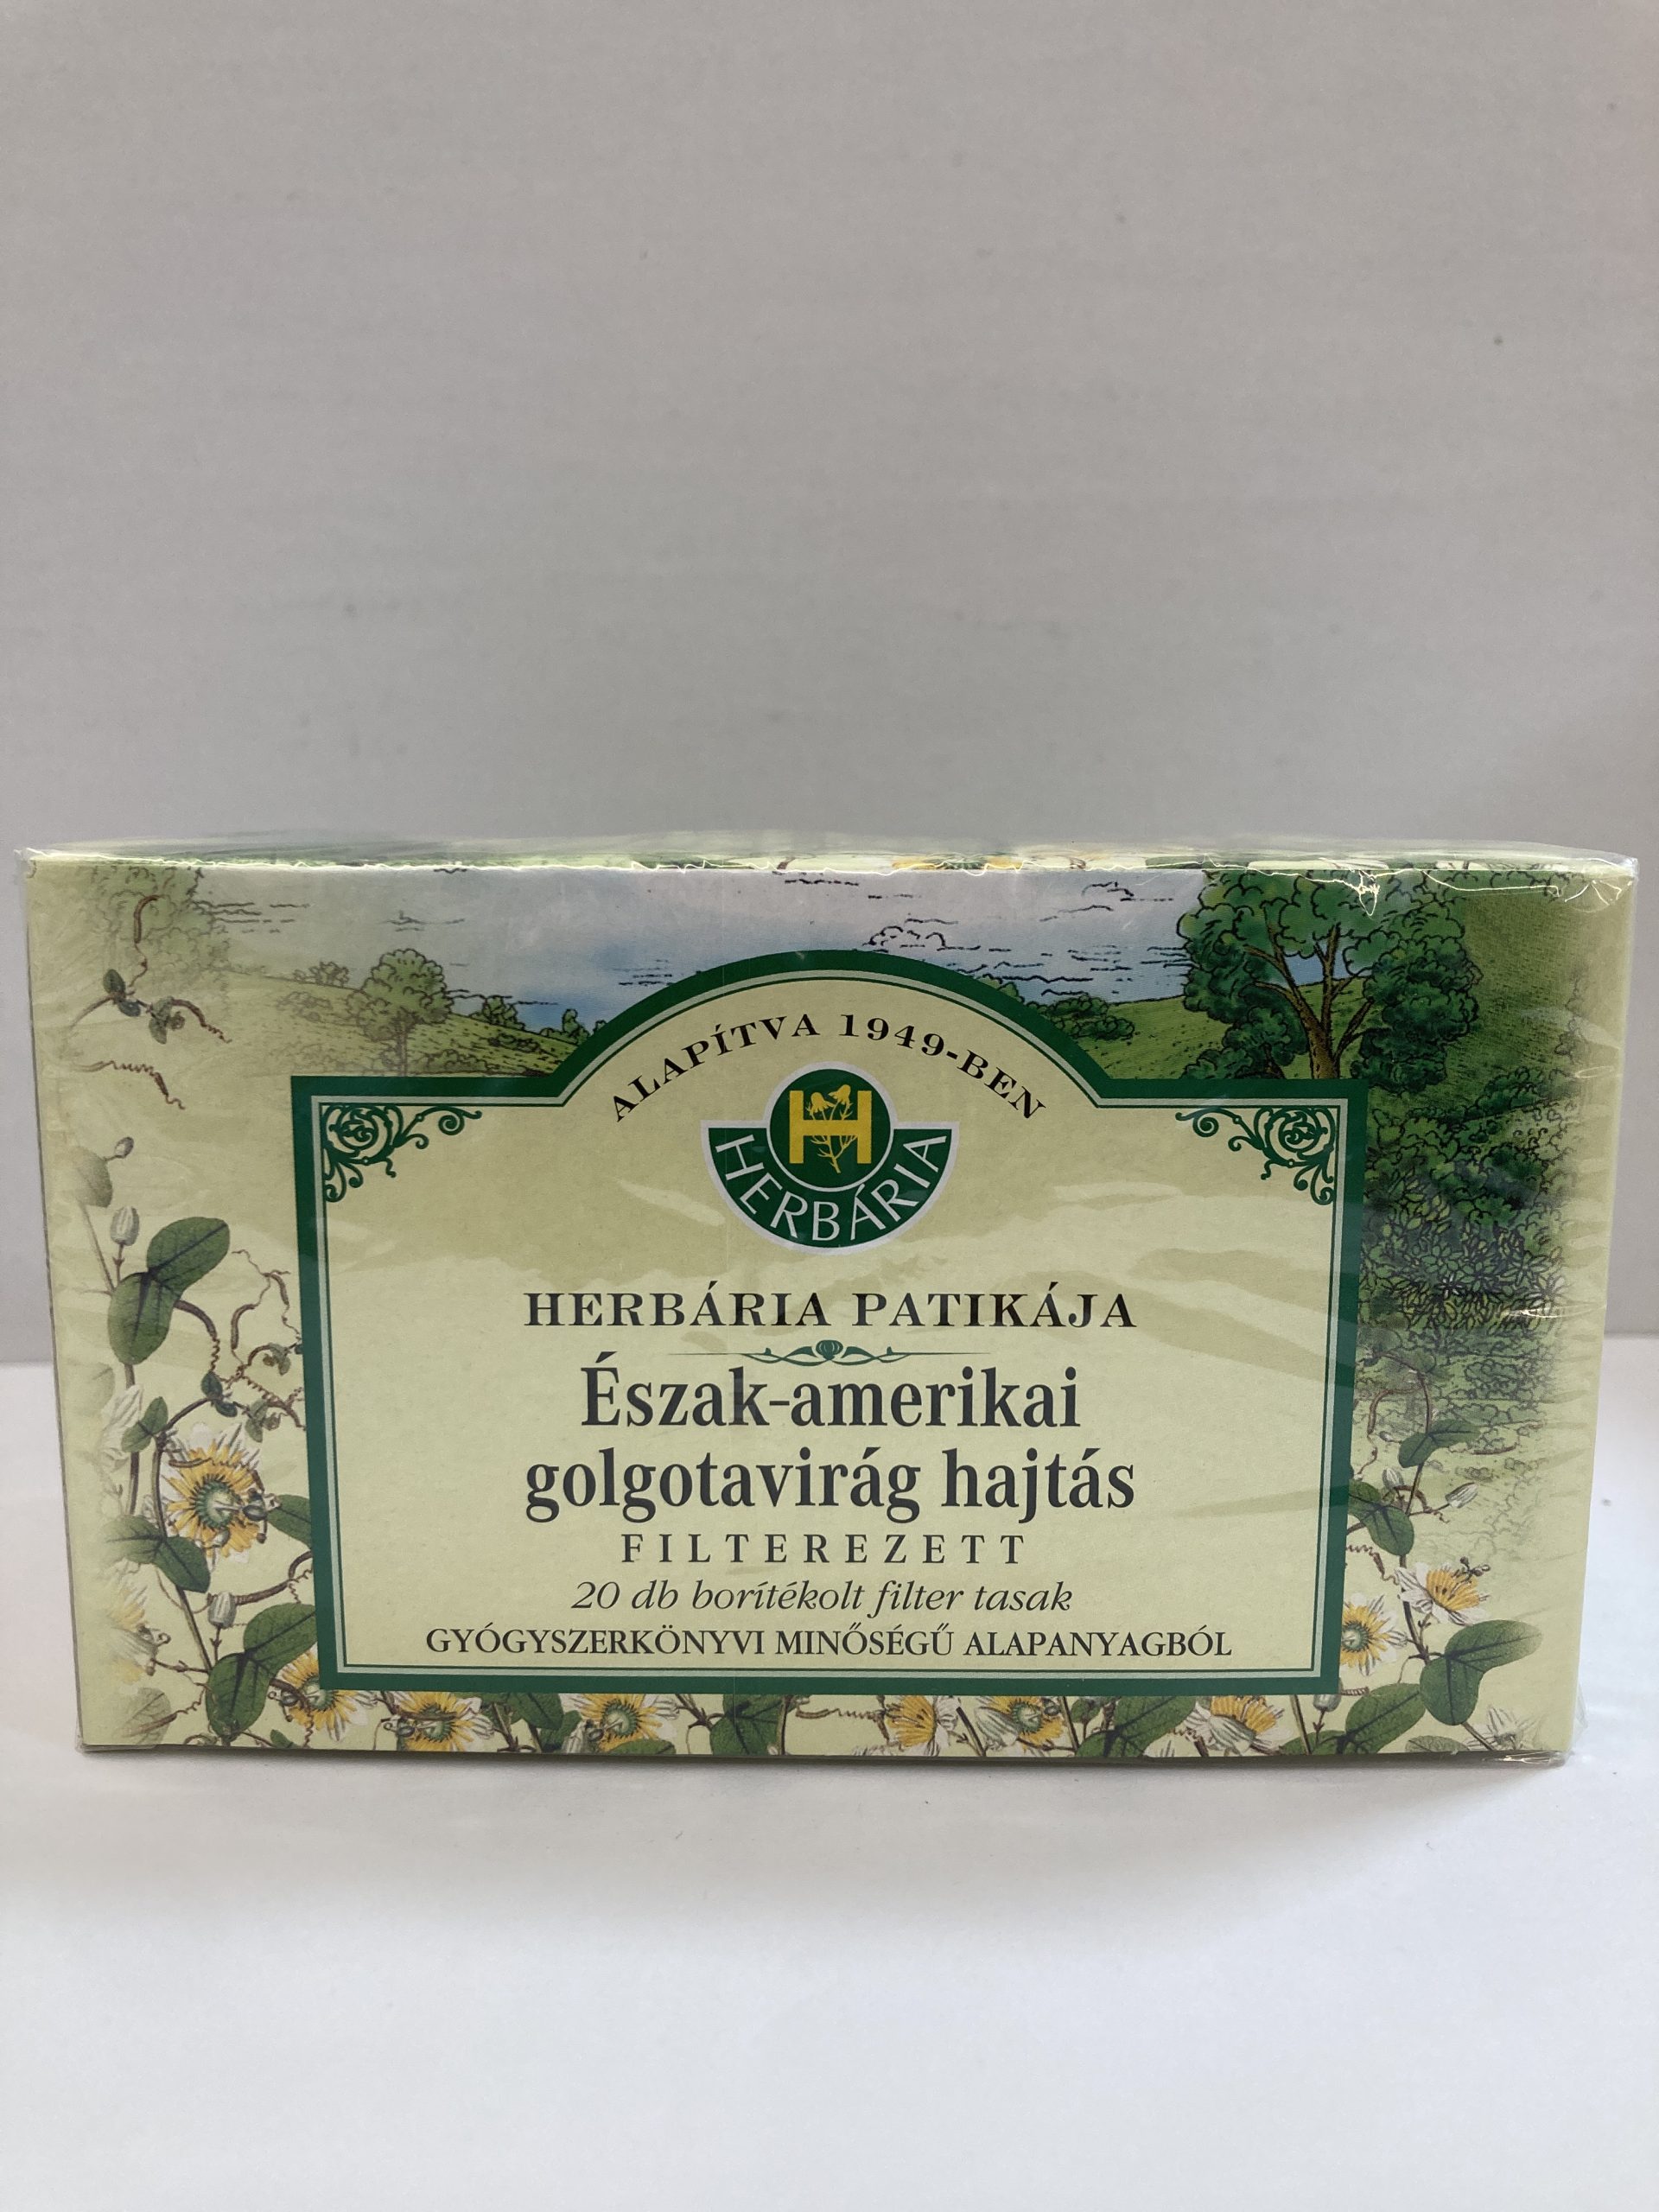 ALAPÍTVA 1949-BEN
H
HERBÁRIA
HERBÁRIA PATIKÁJA
Észak-amerikai
golgotavirág hajtás
FILTEREZETT
20 db borítékolt filter tasak
GYÓGYSZERKÖNYVI MINŐSÉGŰ ALAPANYAGBÓL